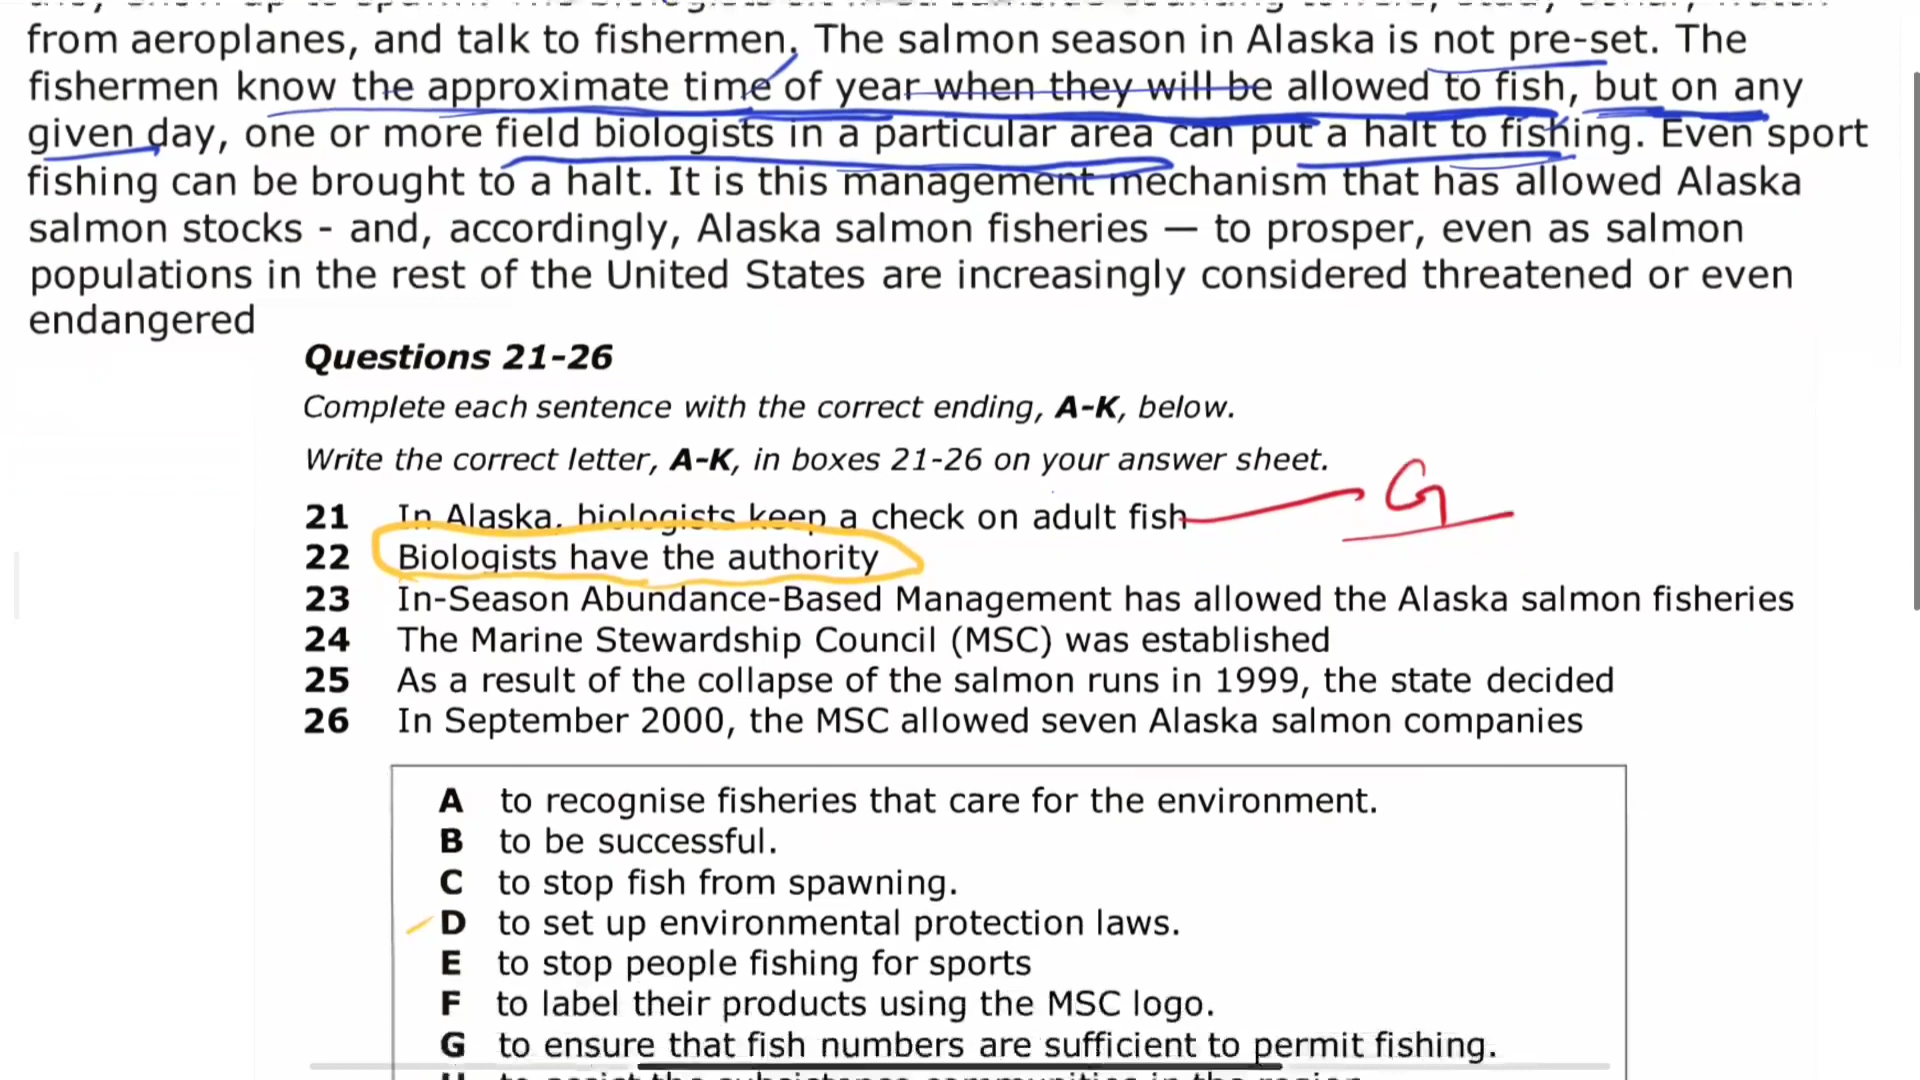 from aeroplanes, and talk to fishermen. The salmon season in Alaska is not pre-set. The
fishermen know the approximate time of year when they will be allowed to fish, but on any
given day, one or more field biologists in a particular area can put a halt to fishing. Even sport
fishing can be brought to a halt. It is this management mechanism that has allowed Alaska
salmon stocks - and, accordingly, Alaska salmon fisheries — to prosper, even as salmon
populations in the rest of the United States are increasingly considered threatened or even
endangered
Questions 21-26
Complete each sentence with the correct ending, A-K, below.
Write the correct letter, A-K, in boxes 21-26 on your answer sheet.
21 In Alaska, biologists keep a check on adult fish G
22 Biologists have the authority
23 In-Season Abundance-Based Management has allowed the Alaska salmon fisheries
24 The Marine Stewardship Council (MSC) was established
25 As a result of the collapse of the salmon runs in 1999, the state decided
26 In September 2000, the MSC allowed seven Alaska salmon companies
A to recognise fisheries that care for the environment.
B to be successful.
C to stop fish from spawning.
D to set up environmental protection laws.
E to stop people fishing for sports
F to label their products using the MSC logo.
G to ensure that fish numbers are sufficient to permit fishing.